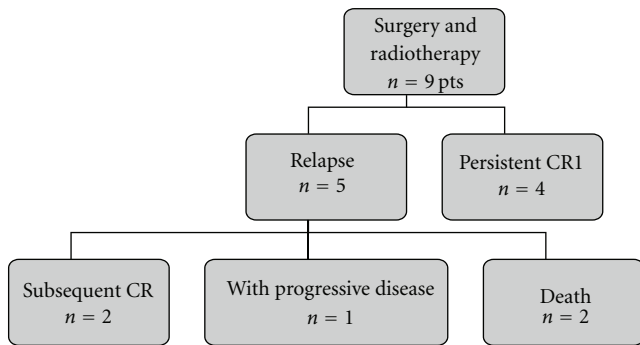 Surgery and
radiotherapy
n = 9 pts
Relapse
n = 5
Persistent CR1
n = 4
Subsequent CR
n = 2
With progressive disease
n = 1
Death
n = 2